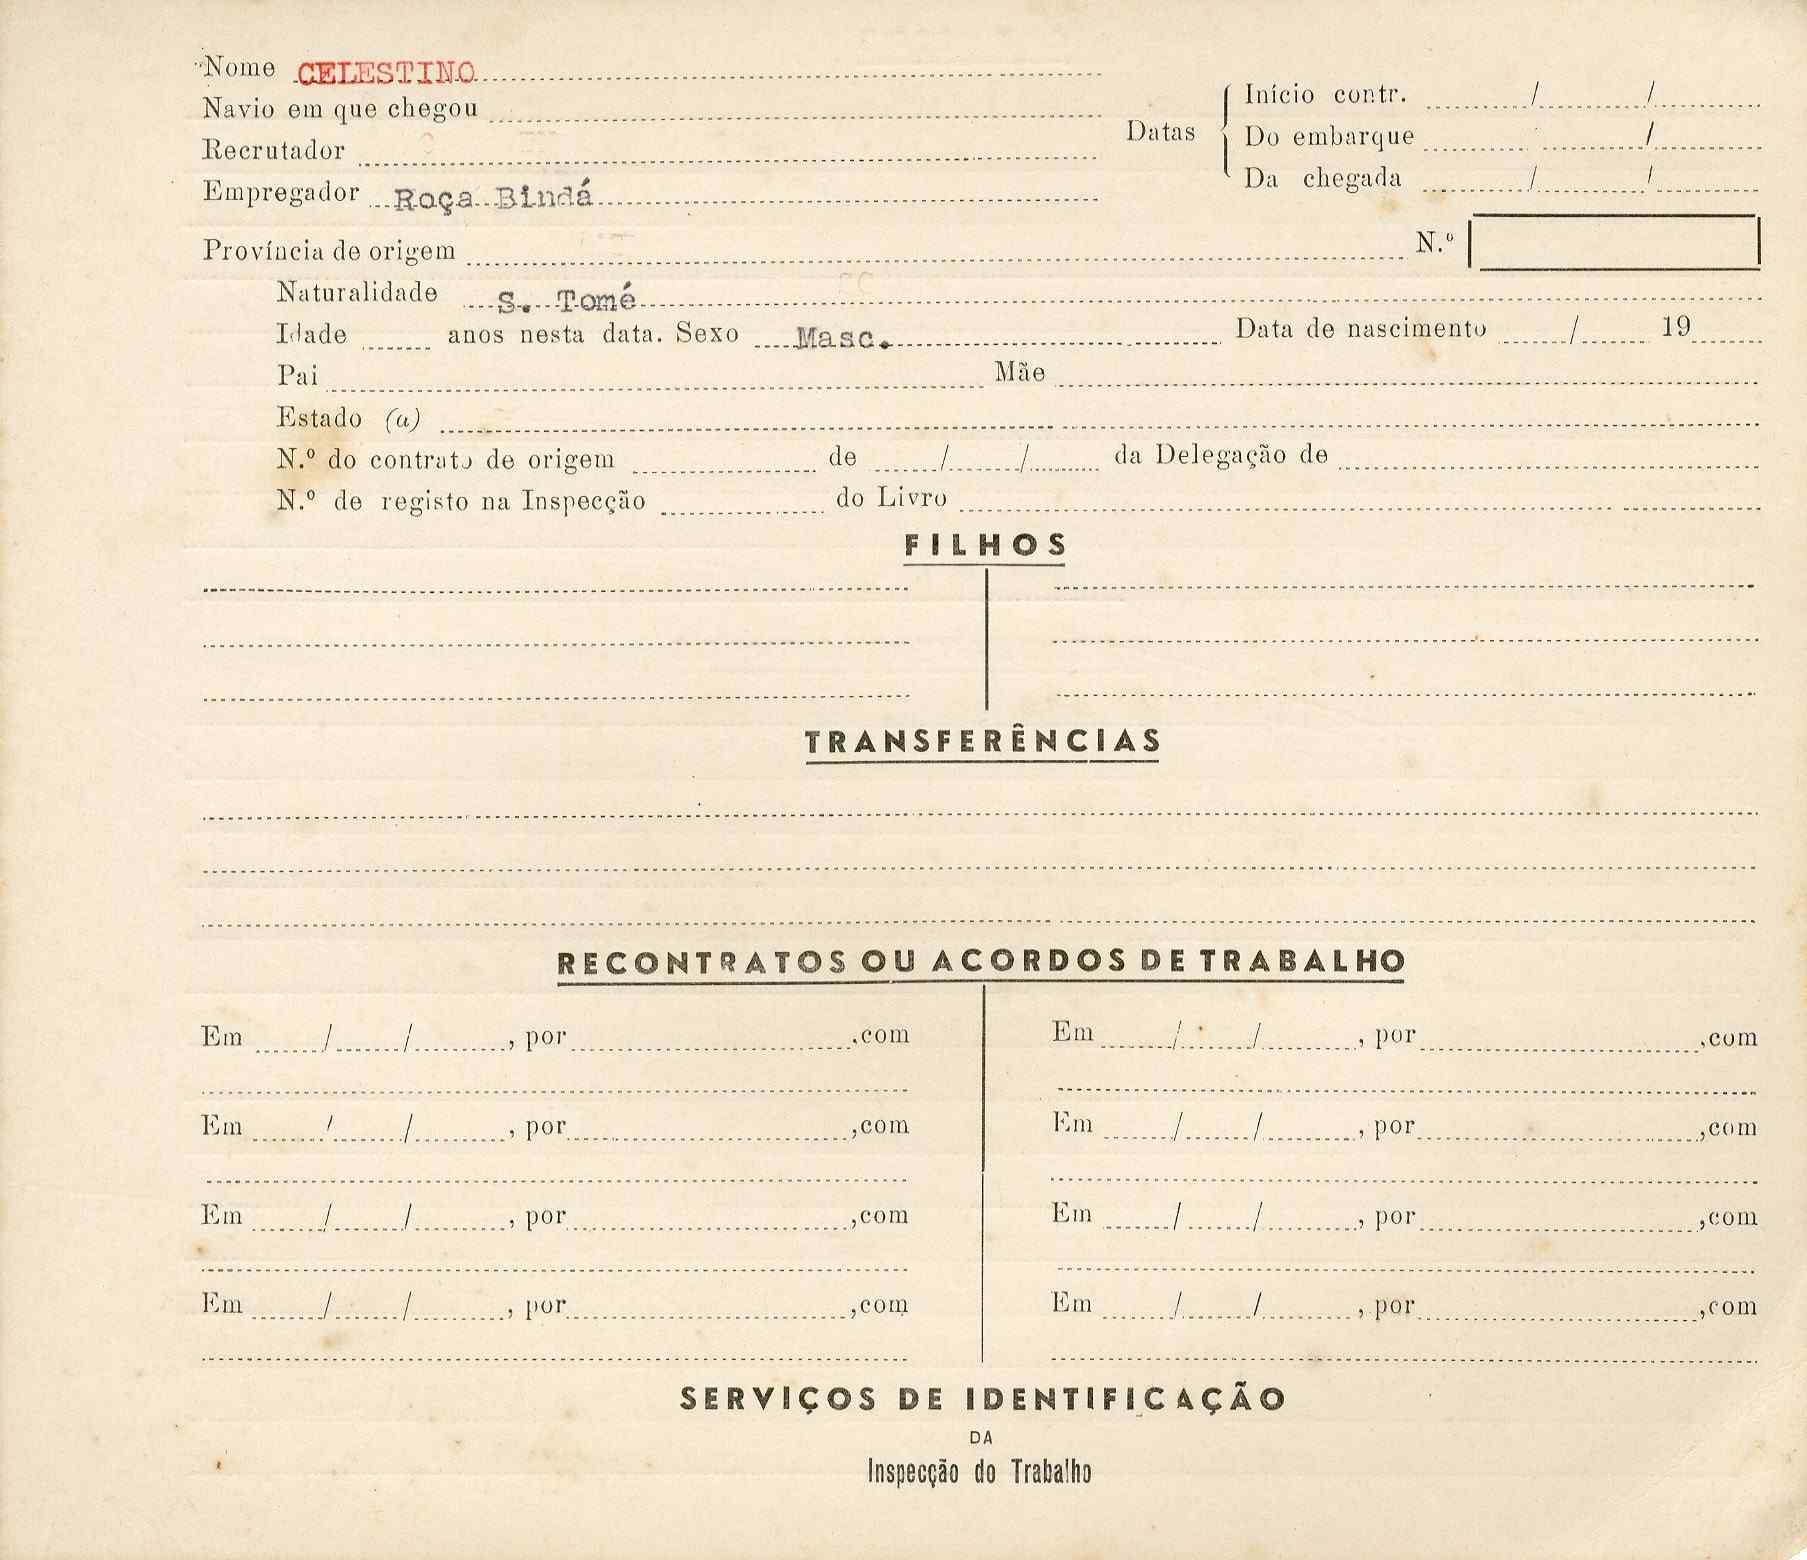 Nome CELESTINO
Navio em que chegou
Recrutador
Empregador Roça Bindá
Datas
Início contr. / /
Do embarque /
Da chegada / /
Província de origem N.º
Naturalidade S. Tomé
Idade anos nesta data. Sexo Masc. Data de nascimento / 19
Pai Mãe
Estado (a)
N.º do contrato de origem de / / da Delegação de
N.º de registo na Inspecção do Livro
FILHOS
TRANSFERÊNCIAS
RECONTRATOS OU ACORDOS DE TRABALHO
Em / / , por ,com Em / / , por ,com
Em / / , por ,com Em / / , por ,com
Em / / , por ,com Em / / , por ,com
Em / / , por ,com Em / / , por ,com
SERVIÇOS DE IDENTIFICAÇÃO
DA
Inspecção do Trabalho